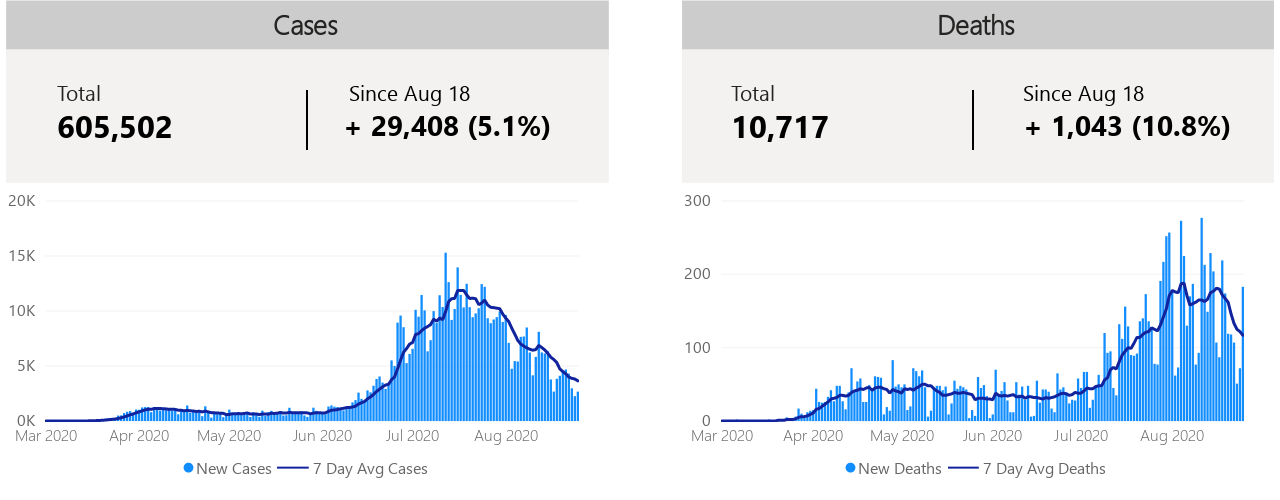 Cases
Total
605,502
Since Aug 18
+ 29,408 (5.1%)
20K
15K
10K
5K
0K
Mar 2020 Apr 2020 May 2020 Jun 2020 Jul 2020 Aug 2020
New Cases 7 Day Avg Cases
Deaths
Total
10,717
Since Aug 18
+ 1,043 (10.8%)
300
200
100
0
Mar 2020 Apr 2020 May 2020 Jun 2020 Jul 2020 Aug 2020
New Deaths 7 Day Avg Deaths